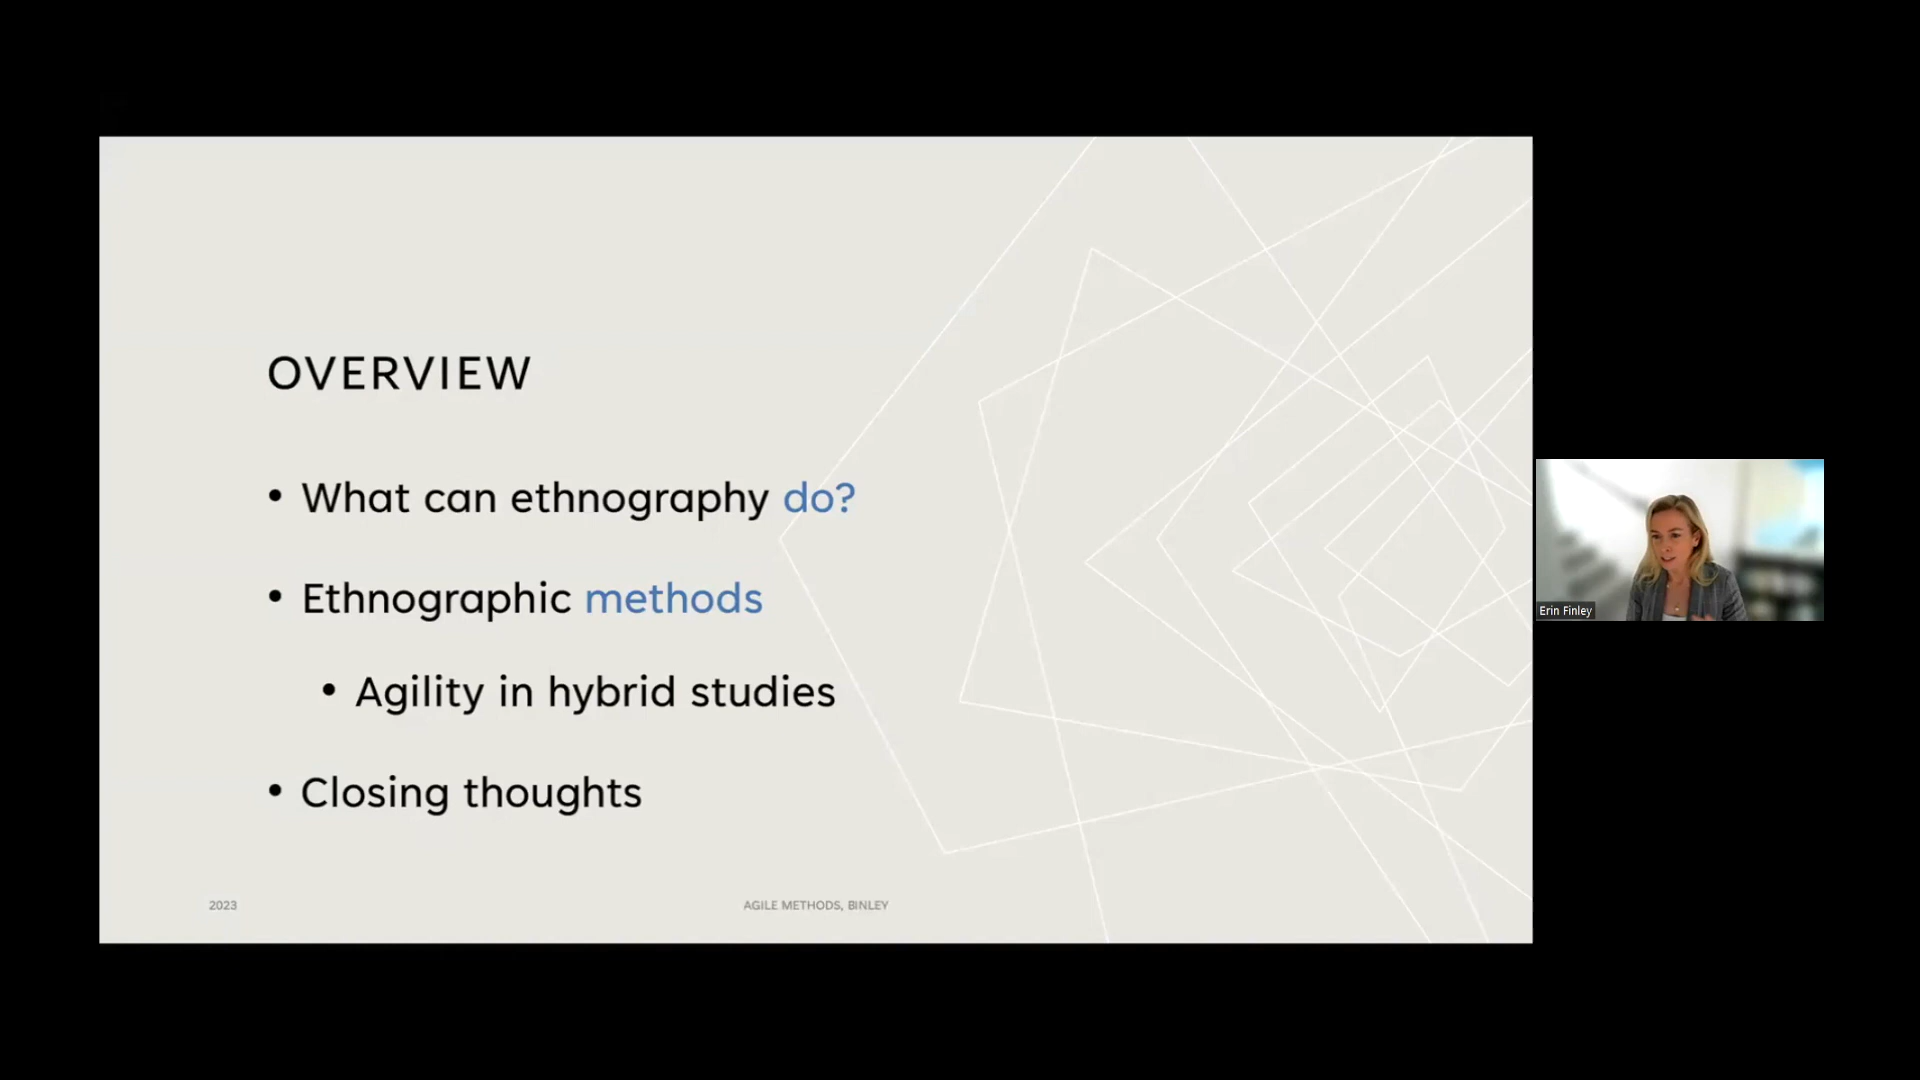 OVERVIEW
• What can ethnography do?
• Ethnographic methods
• Agility in hybrid studies
• Closing thoughts
2023
AGILE METHODS, BINLEY
Erin Finley